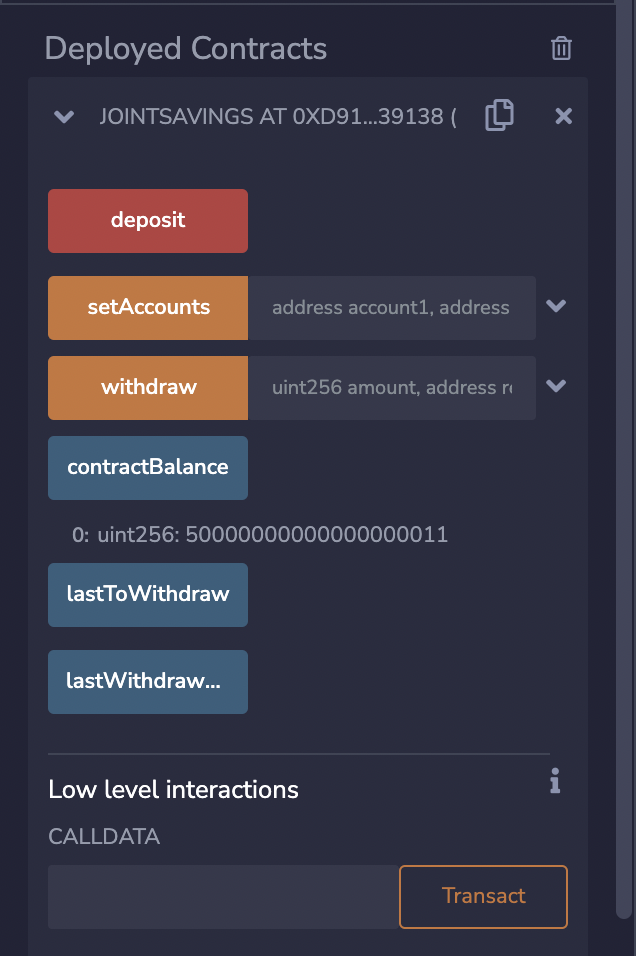 Deployed Contracts
JOINTSAVINGS AT 0XD91...39138 (
deposit
setAccounts address account1, address
withdraw uint256 amount, address re
contractBalance
0: uint256: 50000000000000000011
lastToWithdraw
lastWithdraw...
Low level interactions
CALLDATA
Transact